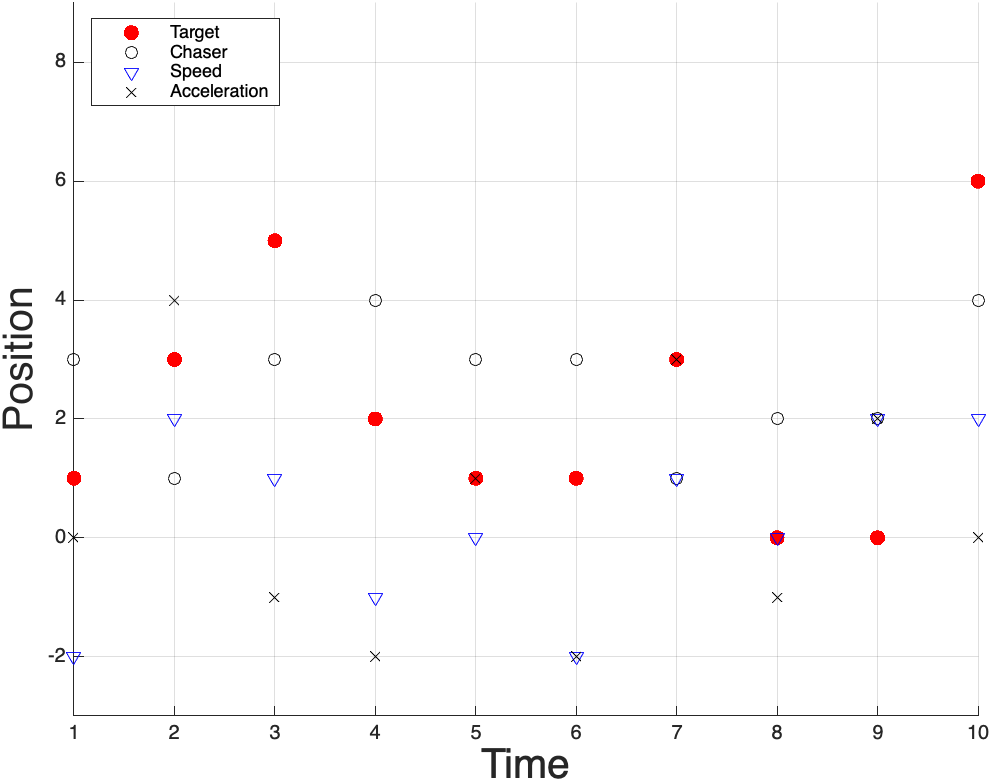 Target
Chaser
Speed
Acceleration
8
6
4
2
0
-2
Position
1 2 3 4 5 6 7 8 9 10
Time